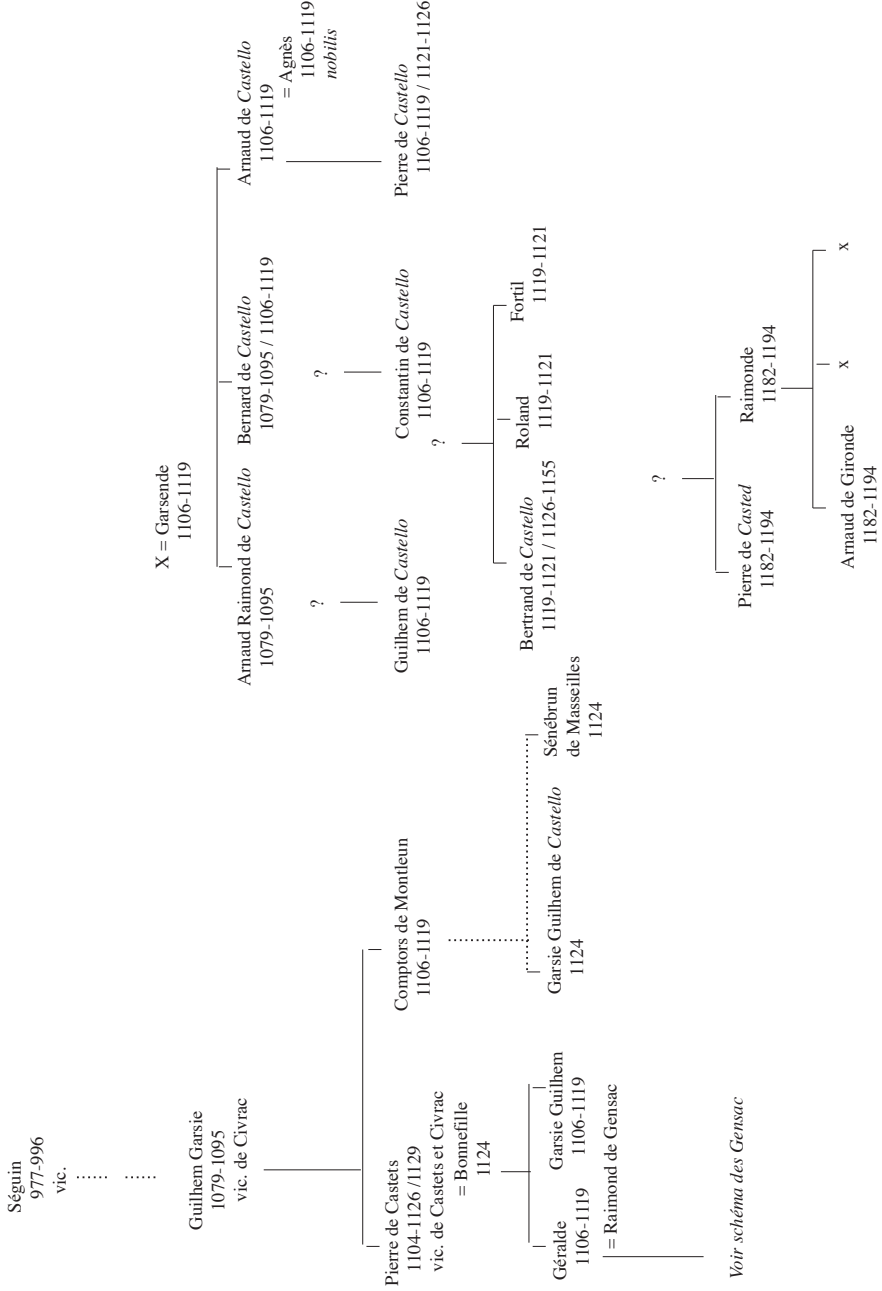 Séguin
977-996
vic.
Guilhem Garsie
1079-1095
vic. de Civrac
Pierre de Castets
1104-1126 /1129
vic. de Castets et Civrac
= Bonnefille
1124
Comptors de Montleun
1106-1119
Géralde
1106-1119
= Raimond de Gensac
Garsie Guilhem
1106-1119
Garsie Guilhem de Castello
1124
Sénébrun
de Masseilles
1124
Voir schéma des Gensac
X = Garsende
1106-1119
Arnaud Raimond de Castello
1079-1095
Bernard de Castello
1079-1095 / 1106-1119
Arnaud de Castello
1106-1119
= Agnès
1106-1119
nobilis
?
?
Guilhem de Castello
1106-1119
Constantin de Castello
1106-1119
Pierre de Castello
1106-1119 / 1121-1126
?
Bertrand de Castello
1119-1121 / 1126-1155
Roland
1119-1121
Fortil
1119-1121
?
Pierre de Casted
1182-1194
Raimonde
1182-1194
Arnaud de Gironde
1182-1194
x
x